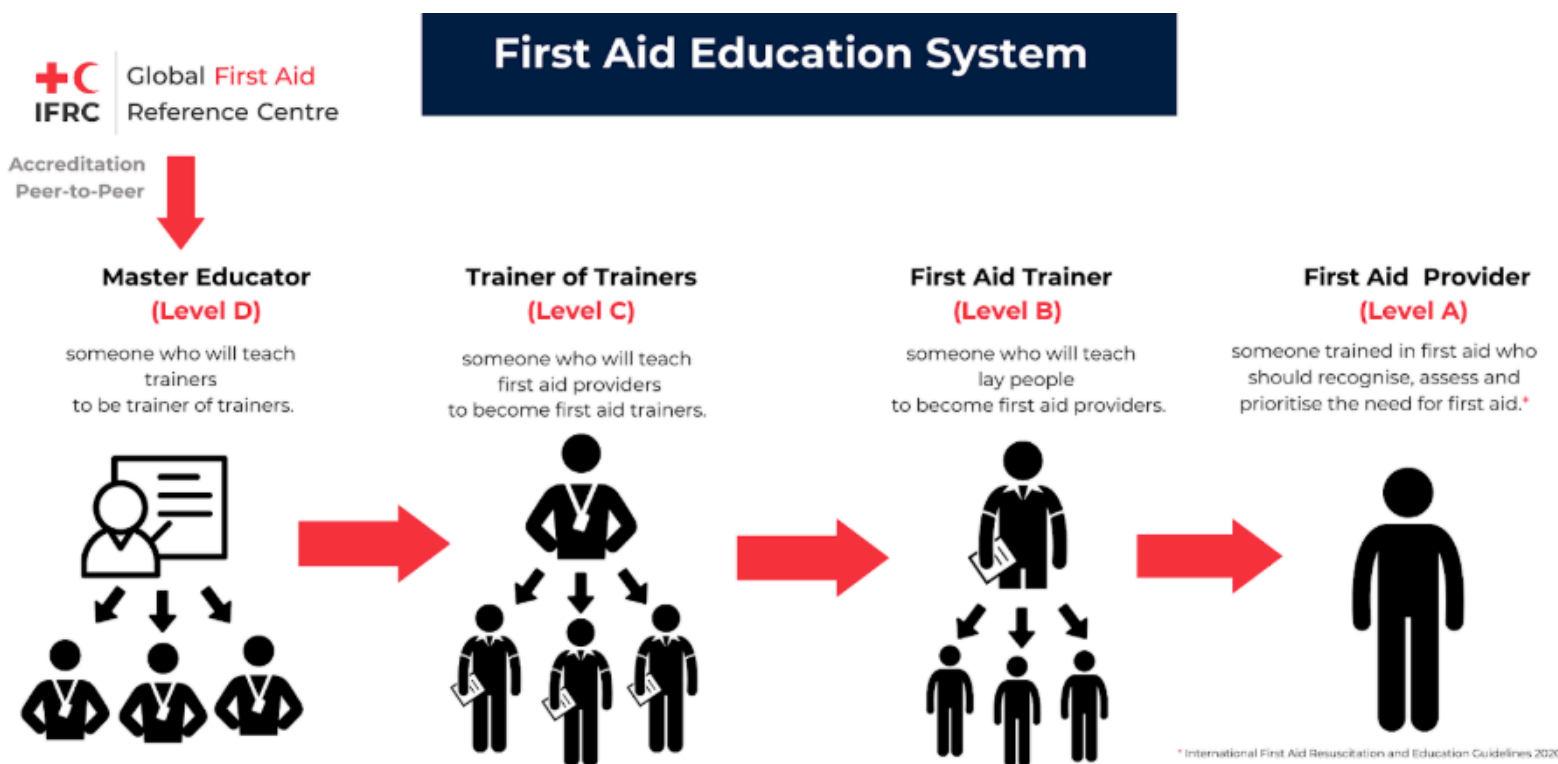 First Aid Education System
IFRC
Global First Aid
Reference Centre
Accreditation
Peer-to-Peer
Master Educator
(Level D)
someone who will teach
trainers
to be trainer of trainers.
Trainer of Trainers
(Level C)
someone who will teach
first aid providers
to become first aid trainers.
First Aid Trainer
(Level B)
someone who will teach
lay people
to become first aid providers.
First Aid Provider
(Level A)
someone trained in first aid who
should recognise, assess and
prioritise the need for first aid.*
* International First Aid Resuscitation and Education Guidelines 2020